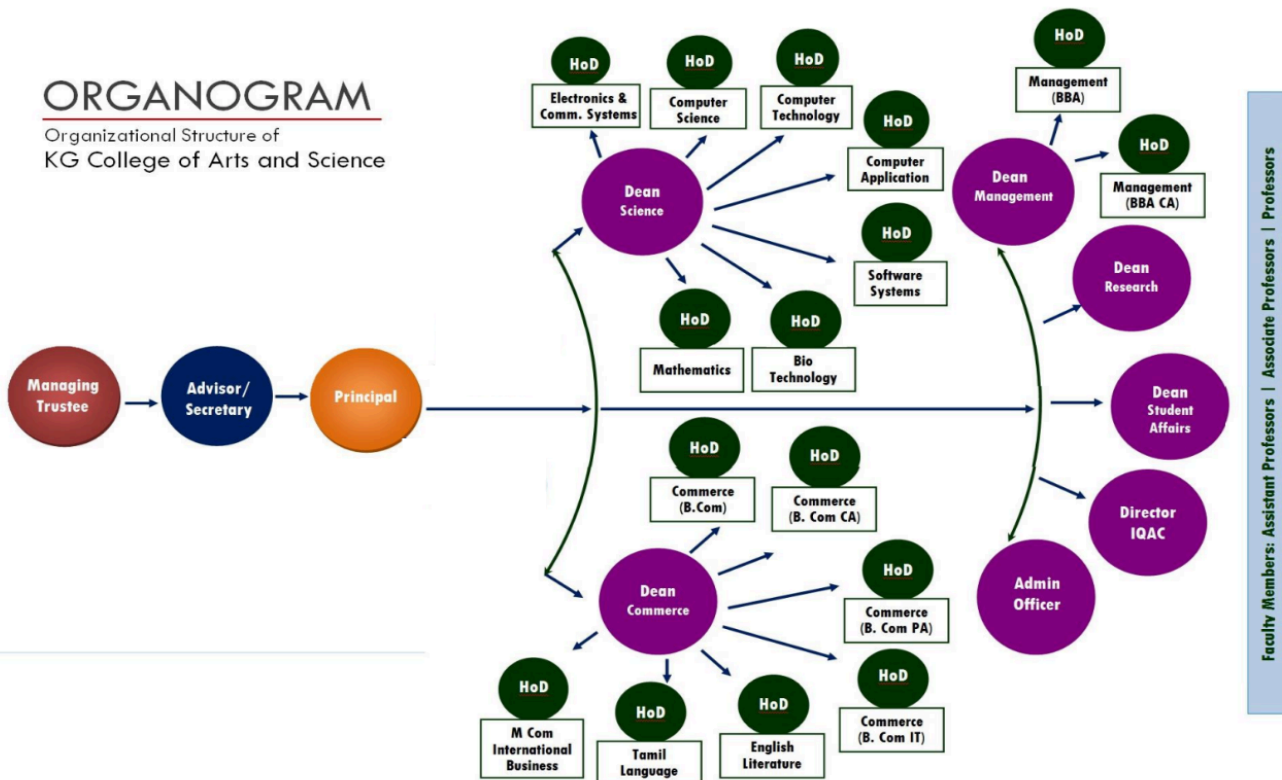 ORGANOGRAM
Organizational Structure of
KG College of Arts and Science
Managing
Trustee
Advisor/
Secretary
Principal
HoD
Electronics &
Comm. Systems
HoD
Computer
Science
HoD
Computer
Technology
HoD
Computer
Application
HoD
Software
Systems
Dean
Science
HoD
Mathematics
HoD
Bio
Technology
HoD
Commerce
(B.Com)
HoD
Commerce
(B. Com CA)
HoD
Commerce
(B. Com PA)
HoD
Commerce
(B. Com IT)
Dean
Commerce
HoD
M Com
International
Business
HoD
Tamil
Language
HoD
English
Literature
HoD
Management
(BBA)
HoD
Management
(BBA CA)
Dean
Management
Dean
Research
Dean
Student
Affairs
Director
IQAC
Admin
Officer
Faculty Members: Assistant Professors | Associate Professors | Professors